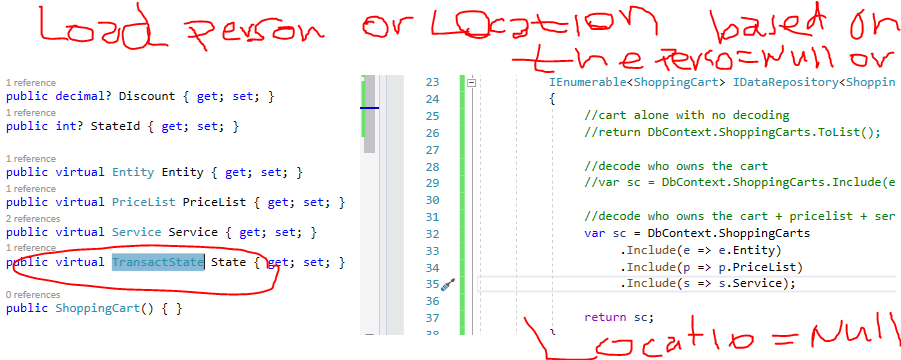 Load person or Location based on
the Perso=Null or
1 reference
public decimal? Discount { get; set; }
1 reference
public int? StateId { get; set; }
1 reference
public virtual Entity Entity { get; set; }
1 reference
public virtual PriceList PriceList { get; set; }
2 references
public virtual Service Service { get; set; }
1 reference
public virtual TransactState State { get; set; }
0 references
public ShoppingCart() { }
23 IEnumerable<ShoppingCart> IDataRepository<Shoppin
24 {
25 //cart alone with no decoding
26 //return DbContext.ShoppingCarts.ToList();
27
28 //decode who owns the cart
29 //var sc = DbContext.ShoppingCarts.Include(e
30
31 //decode who owns the cart + pricelist + ser
32 var sc = DbContext.ShoppingCarts
33 .Include(e => e.Entity)
34 .Include(p => p.PriceList)
35 .Include(s => s.Service);
36
37 return sc;
38 }
Locatio=Null